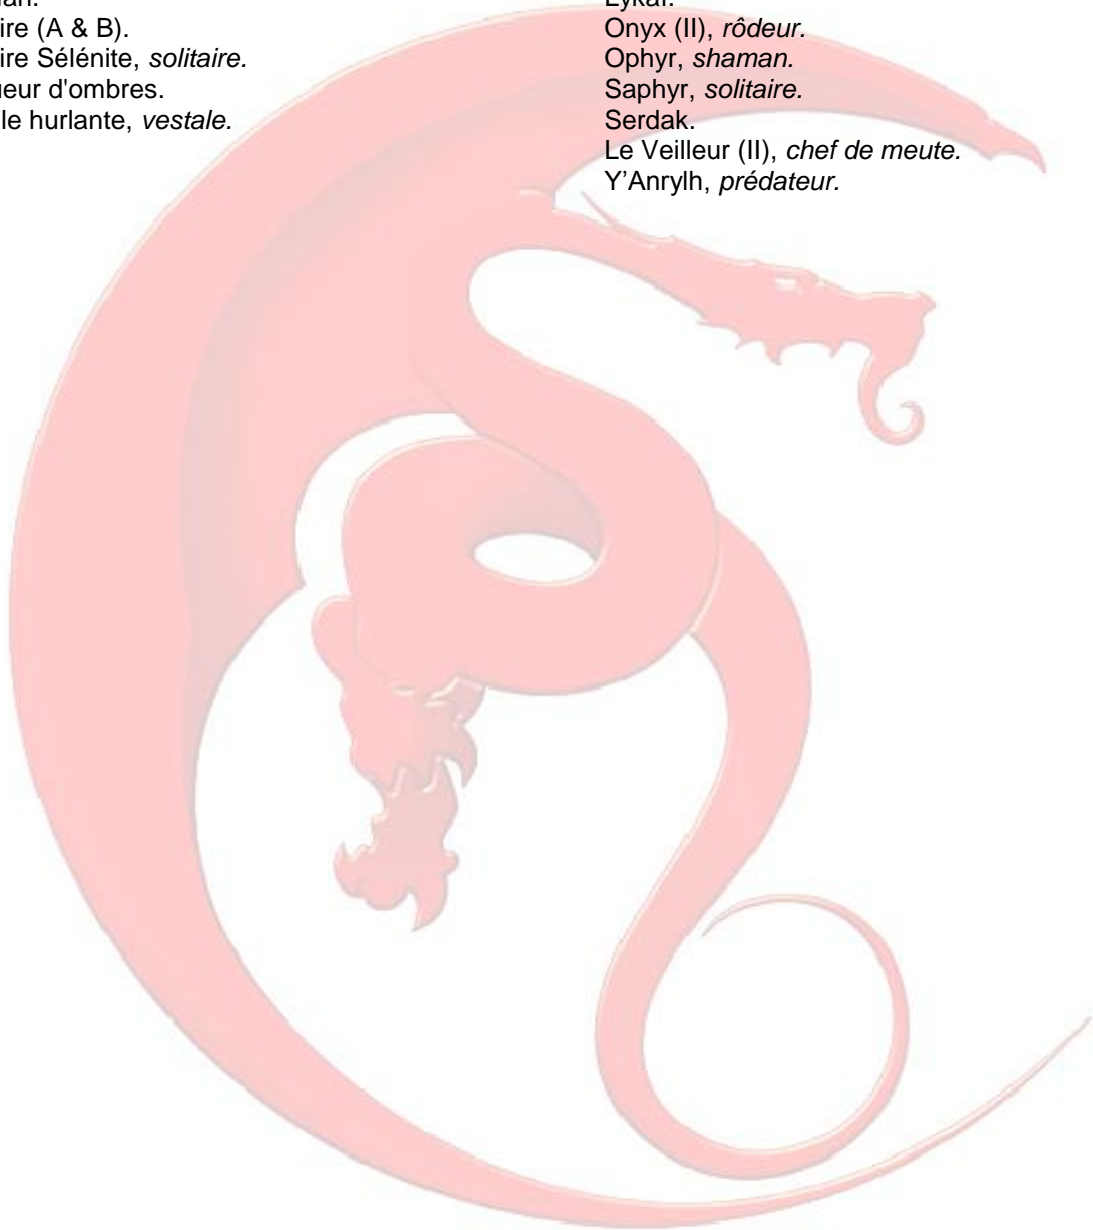 ire (A & B).
ire Sélénite, solitaire.
ueur d'ombres.
le hurlante, vestale.
Onyx (II), rôdeur.
Ophyr, shaman.
Saphyr, solitaire.
Serdak.
Le Veilleur (II), chef de meute.
Y'Anrylh, prédateur.